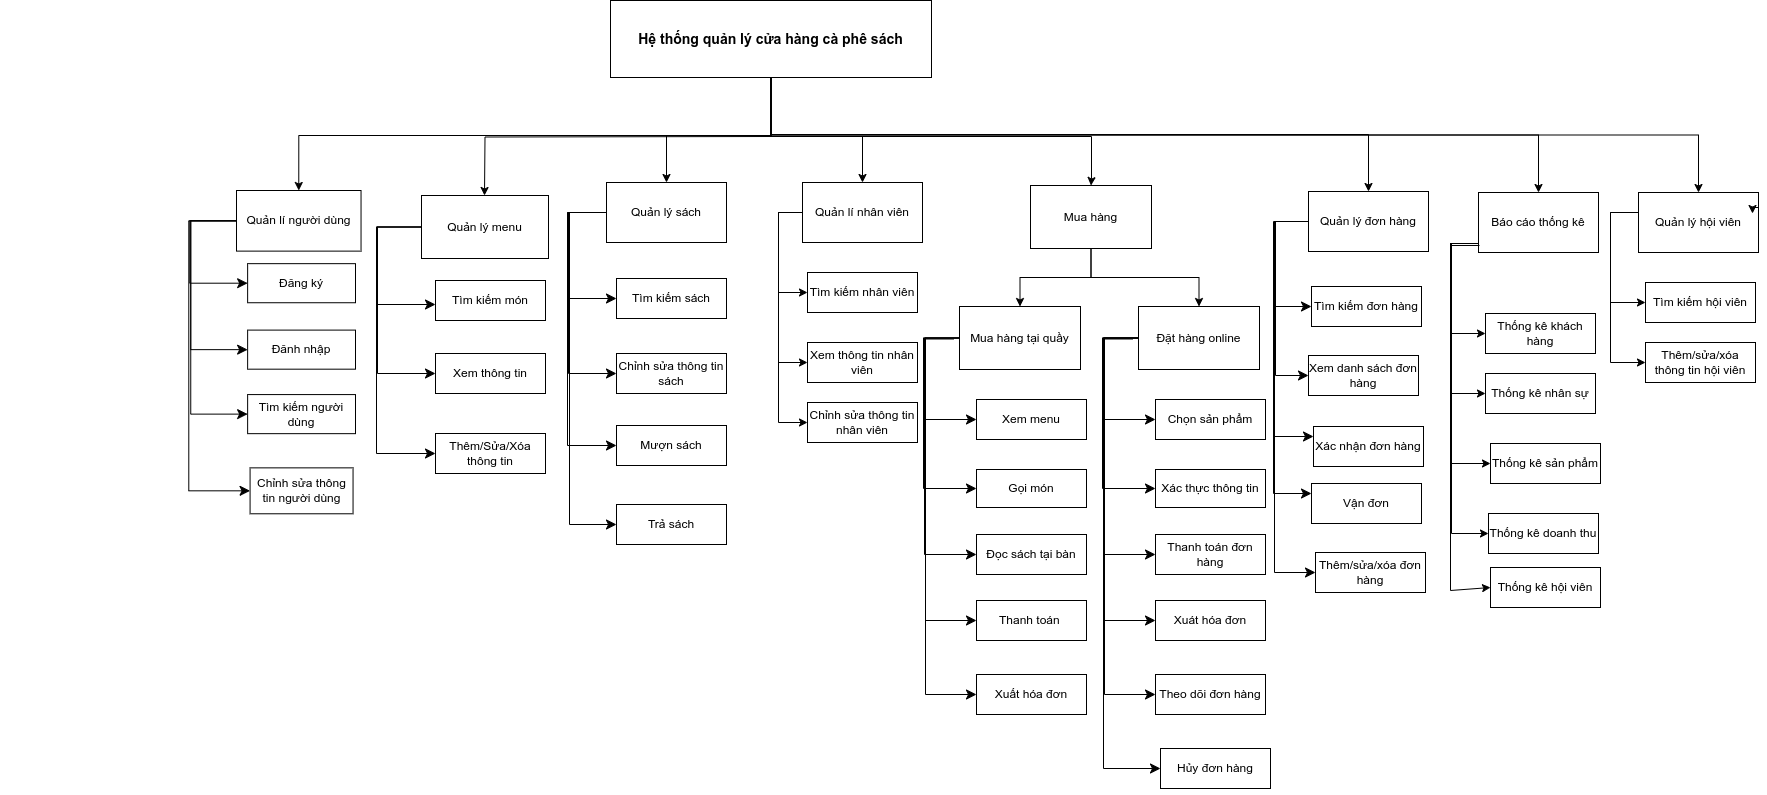 Hệ thống quản lý cửa hàng cà phê sách
Quản lí người dùng
Đăng ký
Đănh nhập
Tìm kiếm người
dùng
Chỉnh sửa thông
tin người dùng
Quản lý menu
Tìm kiếm món
Xem thông tin
Thêm/Sửa/Xóa
thông tin
Quản lý sách
Tìm kiếm sách
Chỉnh sửa thông tin
sách
Mượn sách
Trả sách
Quản lí nhân viên
Tìm kiếm nhân viên
Xem thông tin nhân
viên
Chỉnh sửa thông tin
nhân viên
Mua hàng
Mua hàng tại quầy
Xem menu
Gọi món
Đọc sách tại bàn
Thanh toán
Xuất hóa đơn
Đặt hàng online
Chọn sản phẩm
Xác thực thông tin
Thanh toán đơn
hàng
Xuát hóa đơn
Theo dõi đơn hàng
Hủy đơn hàng
Quản lý đơn hàng
Tìm kiếm đơn hàng
Xem danh sách đơn
hàng
Xác nhận đơn hàng
Vận đơn
Thêm/sửa/xóa đơn
hàng
Báo cáo thống kê
Thống kê khách
hàng
Thống kê nhân sự
Thống kê sản phẩm
Thống kê doanh thu
Thống kê hội viên
Quản lý hội viên
Tìm kiếm hội viên
Thêm/sửa/xóa
thông tin hội viên